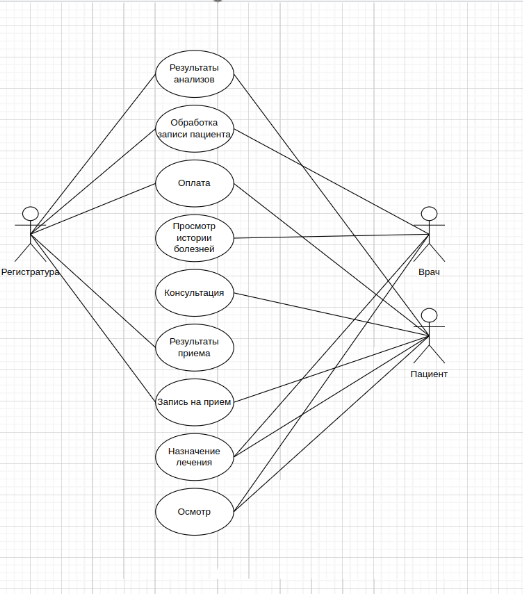 Результаты
анализов
Обработка
записи пациента
Оплата
Просмотр
истории
болезней
Регистратура
Врач
Консультация
Результаты
приема
Пациент
Запись на прием
Назначение
лечения
Осмотр